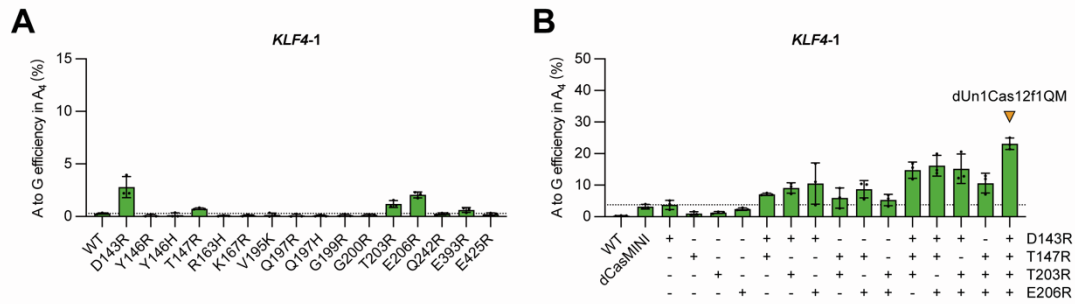 A
KLF4-1
A to G efficiency in A4 (%)
15
10
5
0
WT
D143R
Y146R
Y146H
T147R
R163H
K167R
V195K
Q197R
Q197H
G199R
G200R
T203R
E206R
Q242R
E393R
E425R
B
KLF4-1
A to G efficiency in A4 (%)
50
40
30
20
10
0
dUn1Cas12f1QM
WT
dCasMINI
+ - - - + + + - - - + + + - + D143R
- + - - + - - + + - + + - + + T147R
- - + - - + - + - + + - + + + T203R
- - - + - - + - + + - + + + + E206R